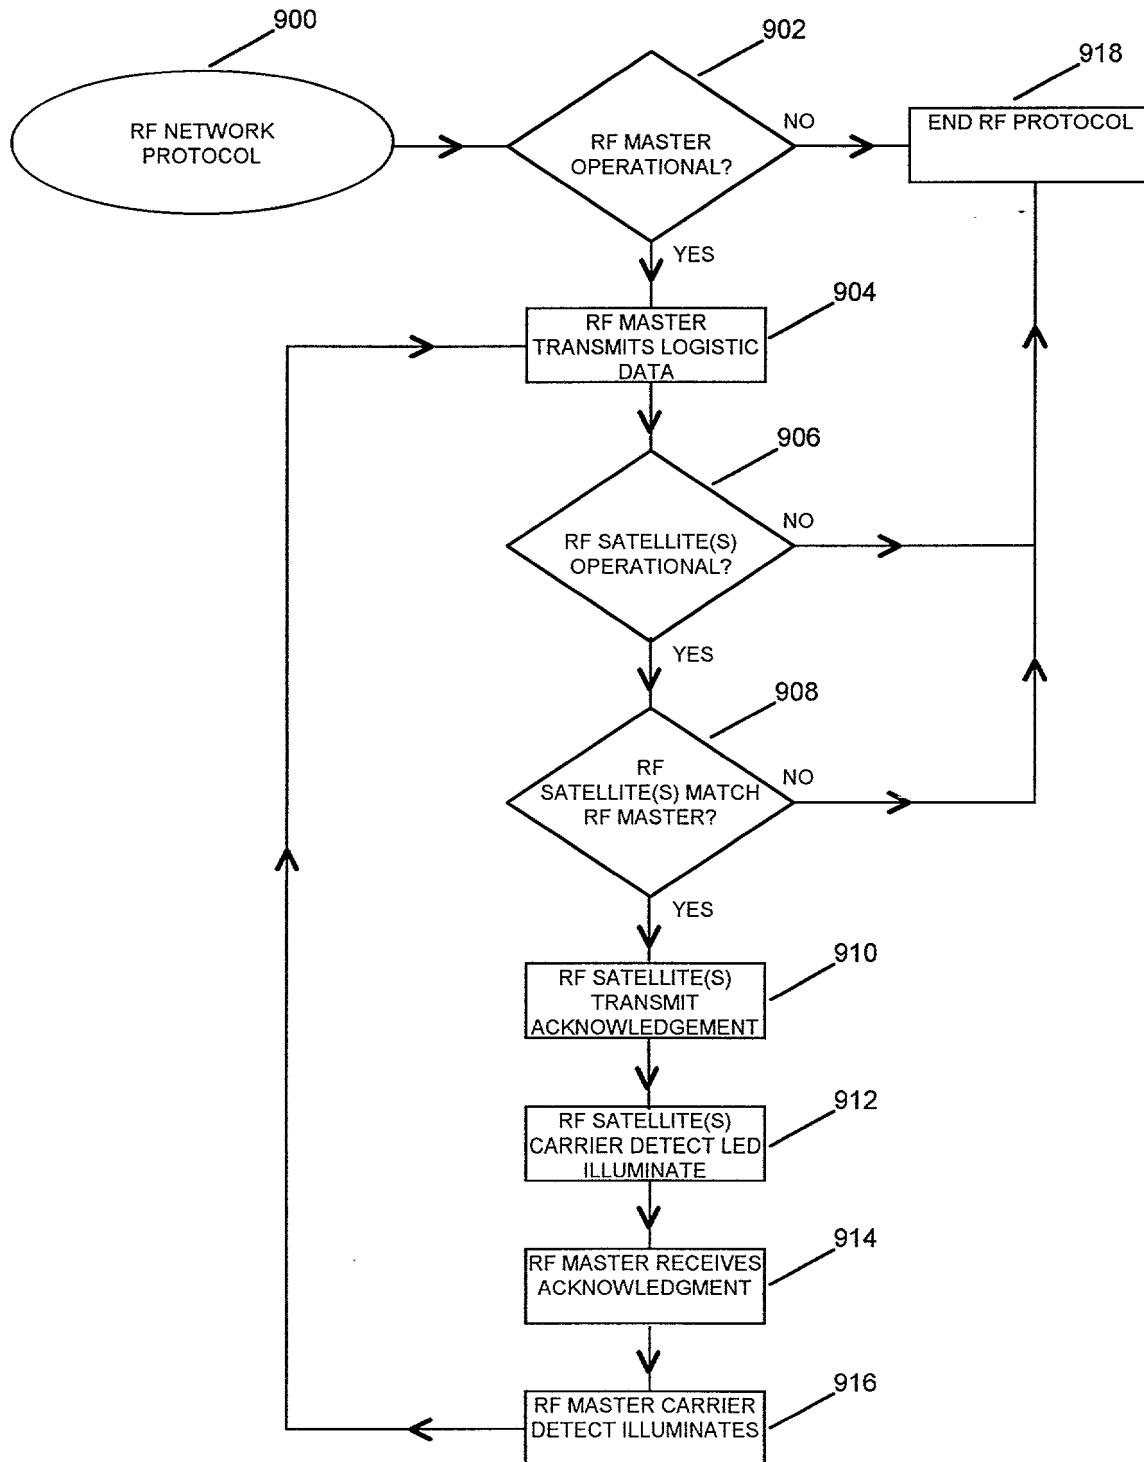 900
902
918
RF NETWORK
PROTOCOL
RF MASTER
OPERATIONAL?
NO
END RF PROTOCOL
YES
904
RF MASTER
TRANSMITS LOGISTIC
DATA
906
RF SATELLITE(S)
OPERATIONAL?
NO
YES
908
RF
SATELLITE(S) MATCH
RF MASTER?
NO
YES
910
RF SATELLITE(S)
TRANSMIT
ACKNOWLEDGEMENT
912
RF SATELLITE(S)
CARRIER DETECT LED
ILLUMINATE
914
RF MASTER RECEIVES
ACKNOWLEDGMENT
916
RF MASTER CARRIER
DETECT ILLUMINATES